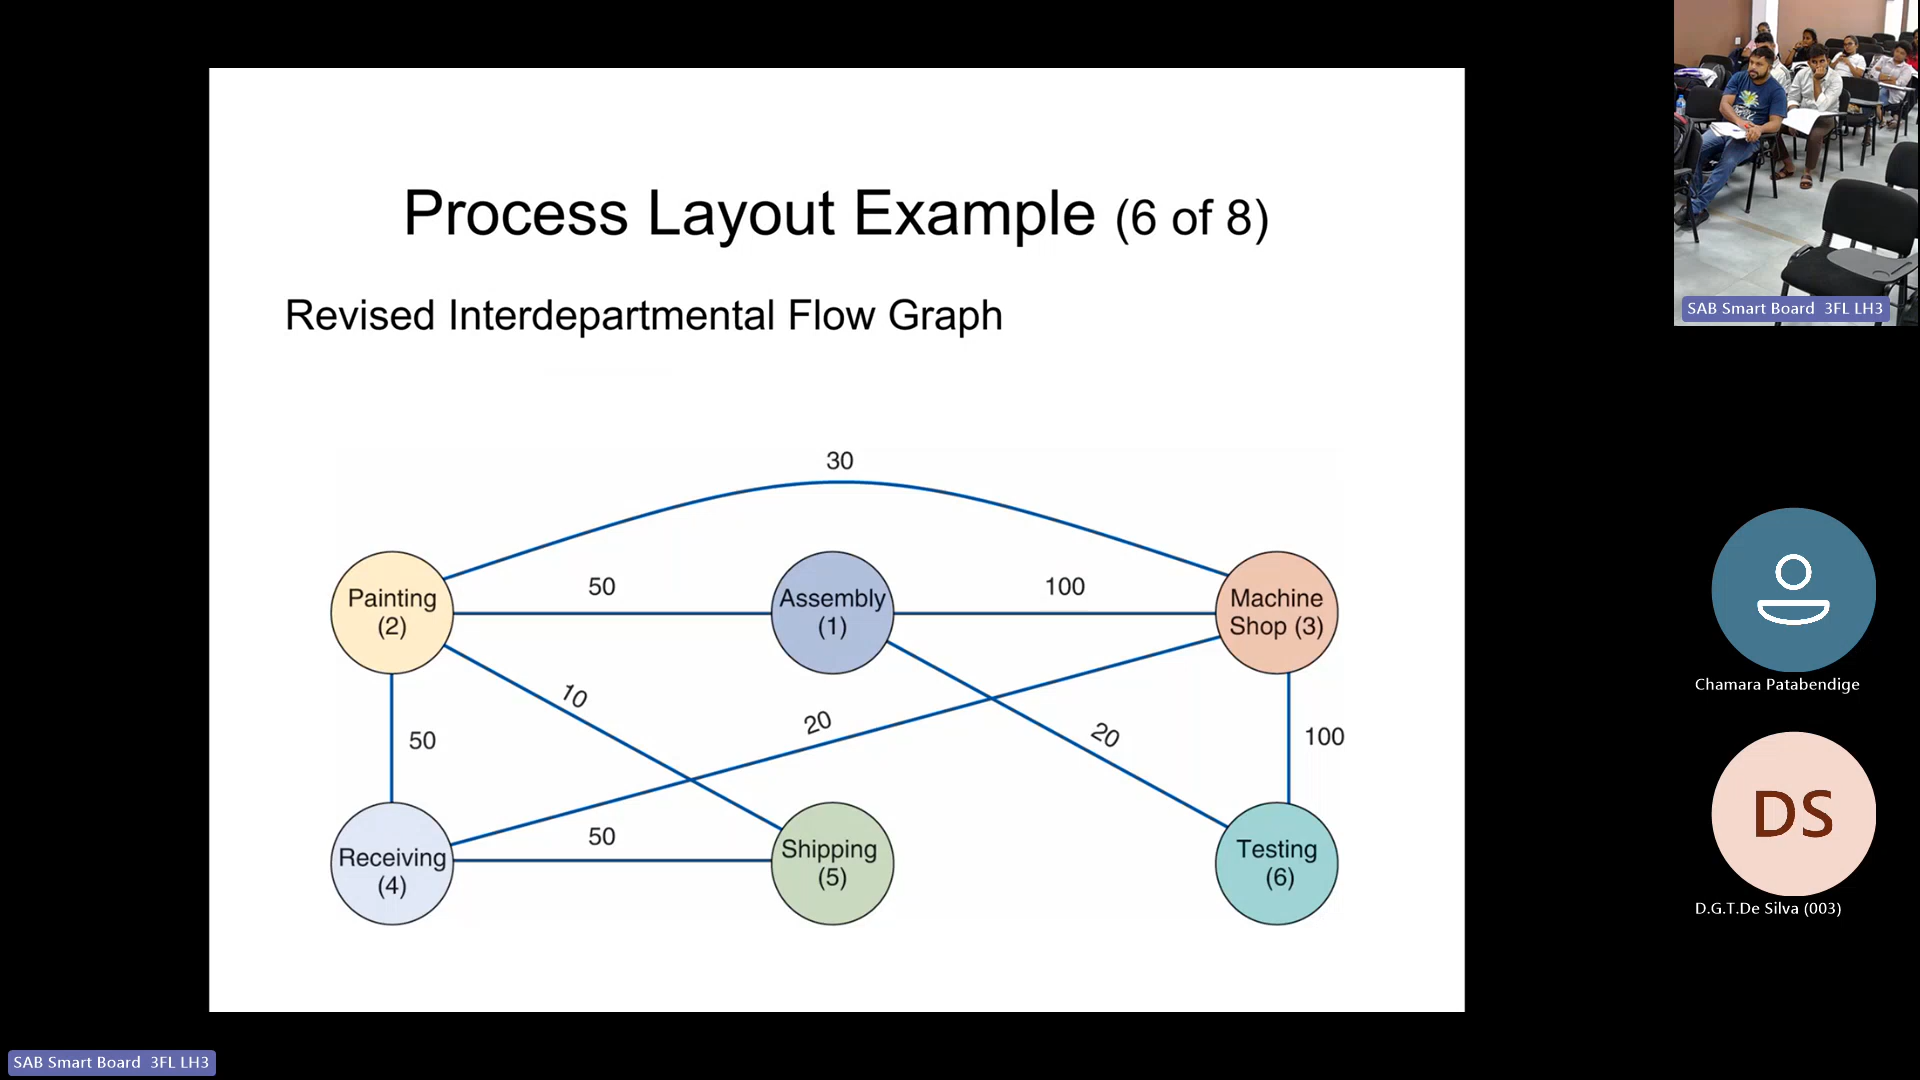 Process Layout Example (6 of 8)
Revised Interdepartmental Flow Graph
30
Painting
(2)
50
Assembly
(1)
100
Machine
Shop (3)
10
20
20
50
100
Receiving
(4)
50
Shipping
(5)
Testing
(6)
SAB Smart Board 3FL LH3
Chamara Patabendige
DS
D.G.T.De Silva (003)
SAB Smart Board 3FL LH3